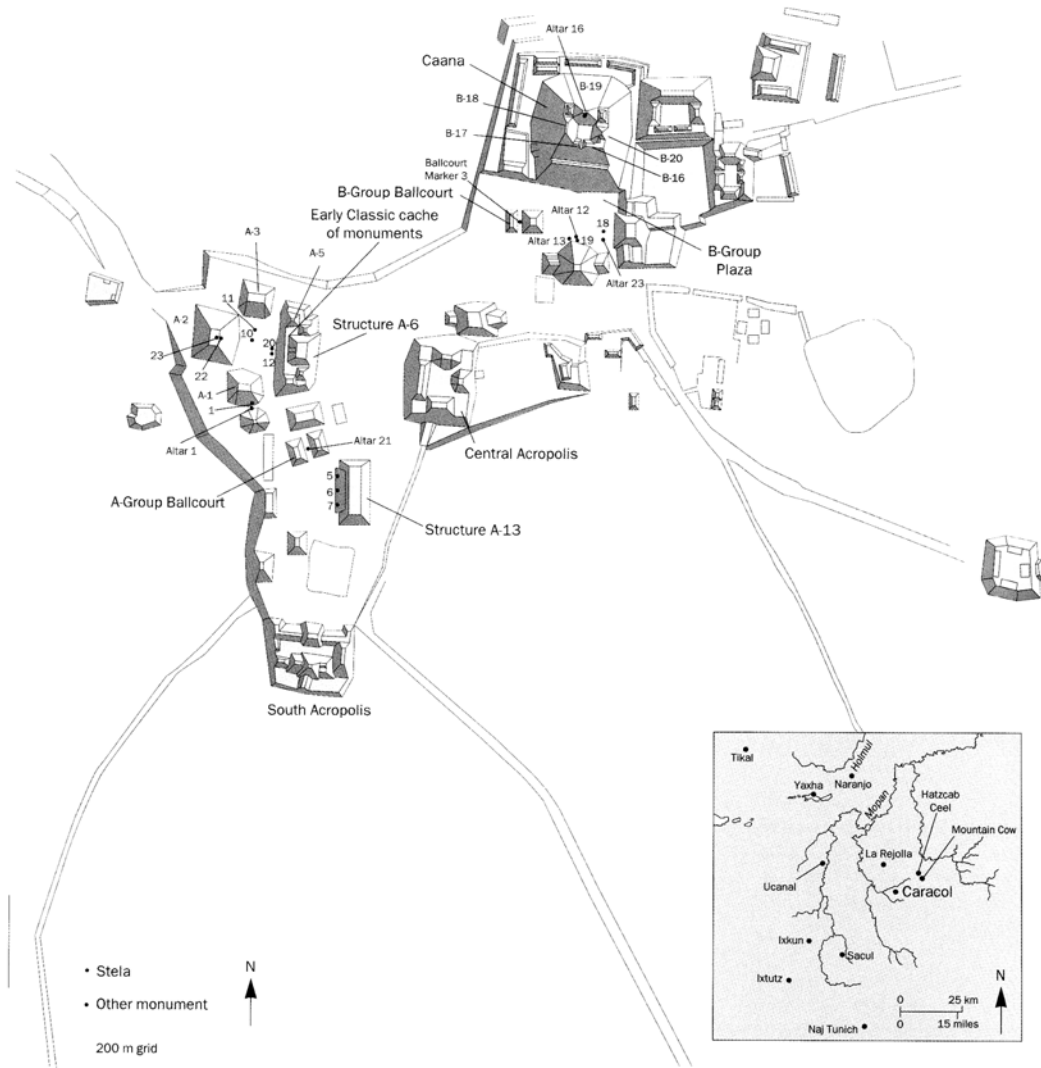 Altar 16
Caana
B-19
B-18
B-17
B-20
B-16
Ballcourt
Marker 3
B-Group Ballcourt
Altar 12
18
Early Classic cache
of monuments
Altar 13
19
B-Group
Plaza
A-3
A-5
Altar 23
11
A-2
10
Structure A-6
20
23
12
22
A-1
1
Altar 1
Altar 21
Central Acropolis
5
A-Group Ballcourt
6
7
Structure A-13
South Acropolis
Tikal
Holmul
Yaxha
Naranjo
Mopan
Hatzcab
Ceel
Mountain Cow
La Rejolla
Ucanal
Caracol
Ixkun
Sacul
Ixtutz
N
0 25 km
0 15 miles
Naj Tunich
• Stela
N
• Other monument
200 m grid